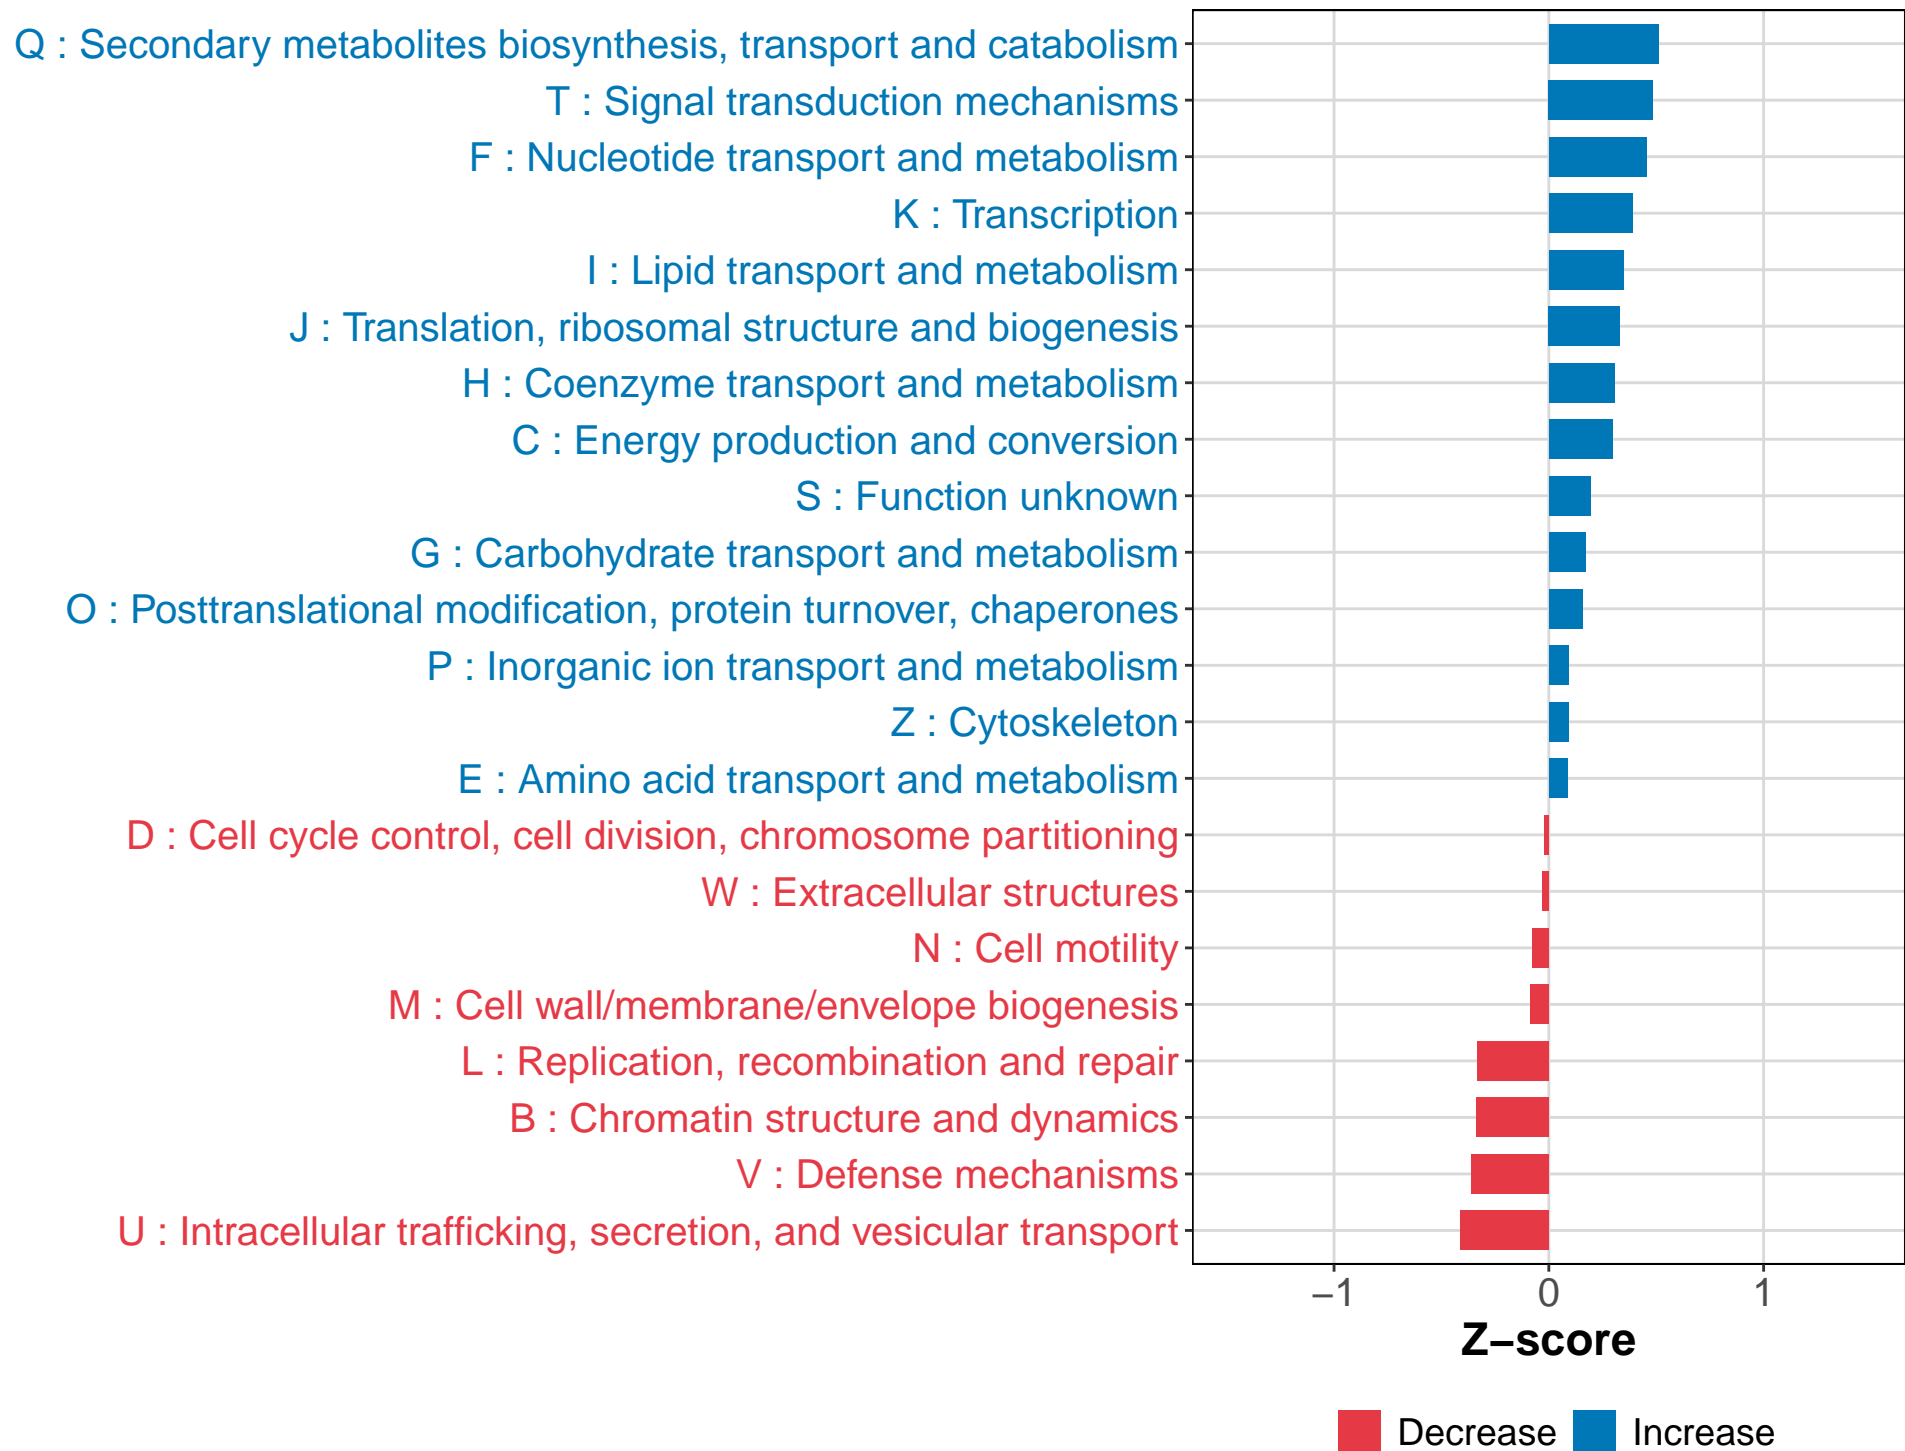 Q : Secondary metabolites biosynthesis, transport and catabolism
T : Signal transduction mechanisms
F : Nucleotide transport and metabolism
K : Transcription
I : Lipid transport and metabolism
J : Translation, ribosomal structure and biogenesis
H : Coenzyme transport and metabolism
C : Energy production and conversion
S : Function unknown
G : Carbohydrate transport and metabolism
O : Posttranslational modification, protein turnover, chaperones
P : Inorganic ion transport and metabolism
Z : Cytoskeleton
E : Amino acid transport and metabolism
D : Cell cycle control, cell division, chromosome partitioning
W : Extracellular structures
N : Cell motility
M : Cell wall/membrane/envelope biogenesis
L : Replication, recombination and repair
B : Chromatin structure and dynamics
V : Defense mechanisms
U : Intracellular trafficking, secretion, and vesicular transport
−1 0 1
Z−score
Decrease Increase